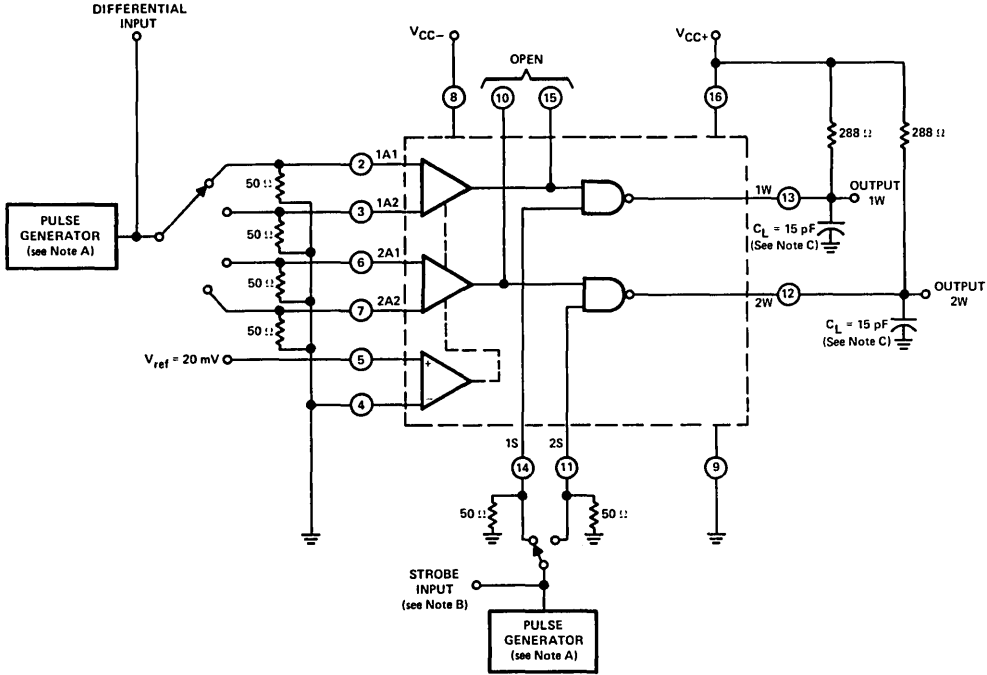 DIFFERENTIAL
INPUT
VCC−
VCC+
OPEN
8
10
15
16
288 Ω
288 Ω
2
1A1
50 Ω
1W
13
OUTPUT
1W
3
1A2
PULSE
GENERATOR
(see Note A)
50 Ω
CL = 15 pF
(See Note C)
6
2A1
50 Ω
7
2A2
2W
12
OUTPUT
2W
50 Ω
CL = 15 pF
(See Note C)
Vref = 20 mV
5
+
4
−
1S
2S
14
11
9
50 Ω
50 Ω
STROBE
INPUT
(see Note B)
PULSE
GENERATOR
(see Note A)